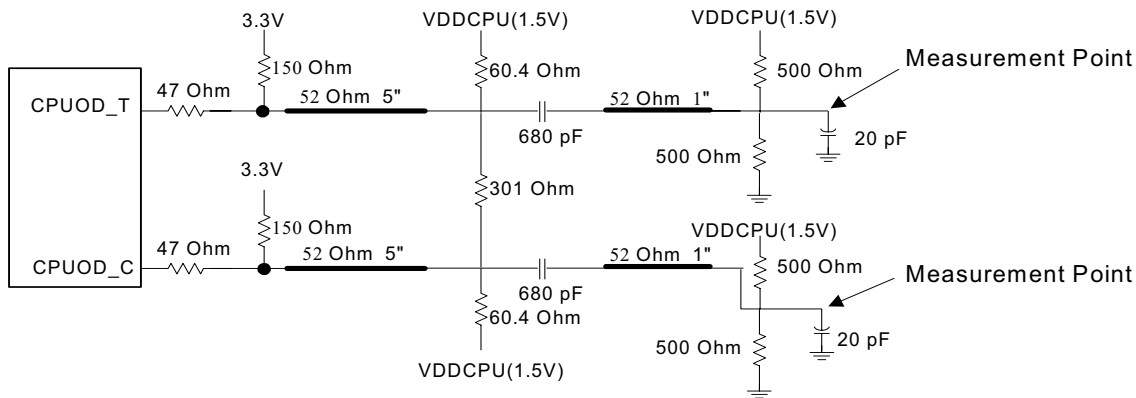 VDDCPU(1.5V) VDDCPU(1.5V)
3.3V
Measurement Point
150 Ohm 60.4 Ohm 500 Ohm
47 Ohm
CPUOD_T 52 Ohm 5" 52 Ohm 1"
680 pF 20 pF
500 Ohm
3.3V
301 Ohm
VDDCPU(1.5V)
150 Ohm
47 Ohm 52 Ohm 5" 52 Ohm 1" 500 Ohm
CPUOD_C Measurement Point
680 pF
60.4 Ohm
20 pF
500 Ohm
VDDCPU(1.5V)